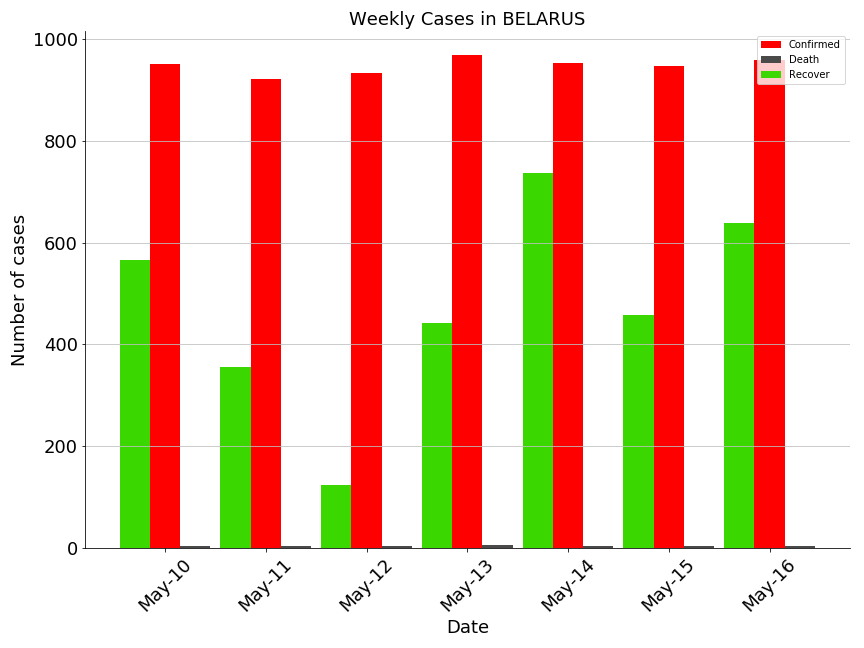 Weekly Cases in BELARUS
Confirmed
Death
Recover
1000
800
600
400
200
0
Number of cases
May-10
May-11
May-12
May-13
May-14
May-15
May-16
Date